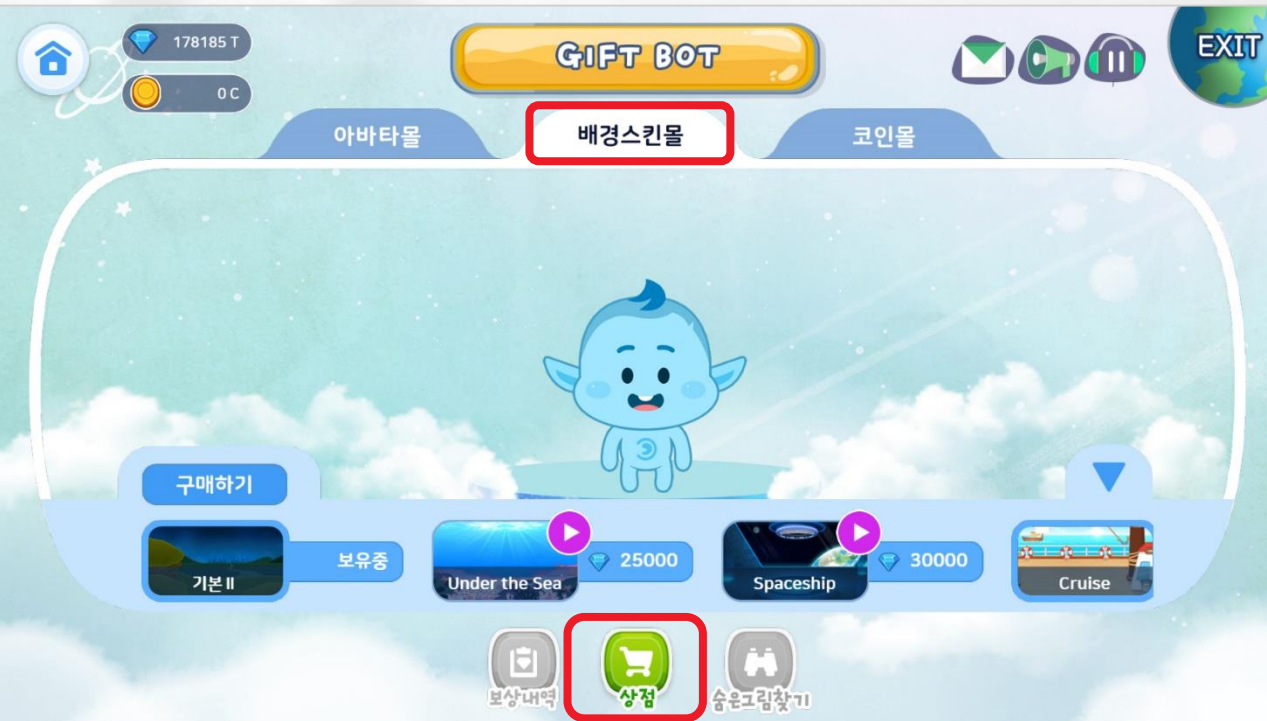 178185 T
GIFT BOT
EXIT
0 C
아바타몰
배경스킨몰
코인몰
구매하기
기본 II
보유중
Under the Sea
25000
Spaceship
30000
Cruise
보상내역
상점
숨은그림찾기